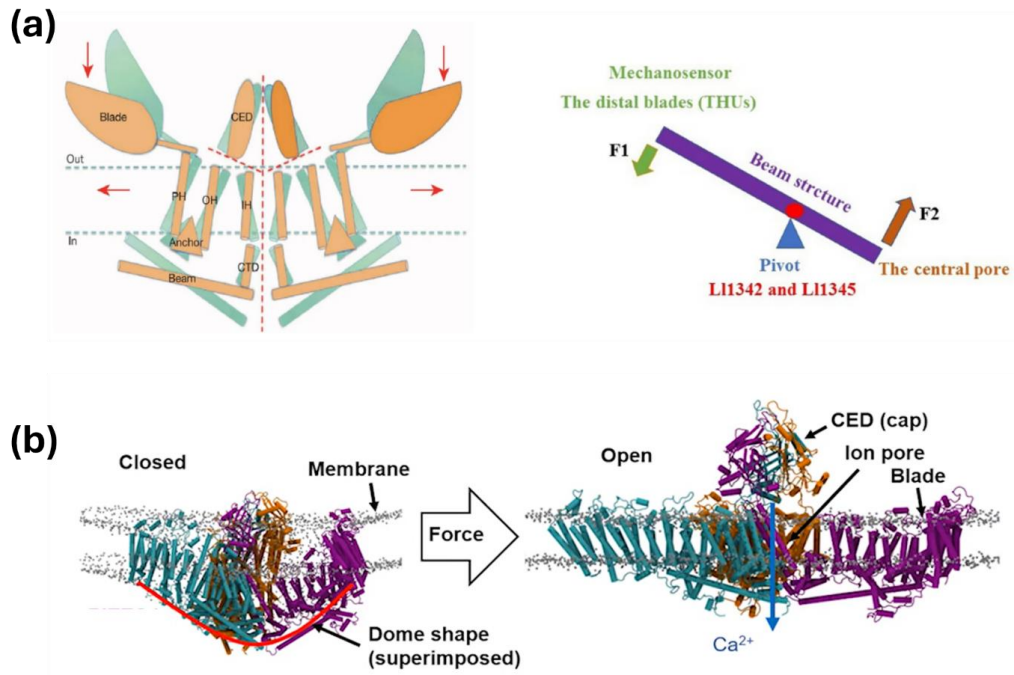 (a)
Blade
CED
Out
PH
OH
IH
In
Anchor
CTD
Beam
Mechanosensor
The distal blades (THUs)
F1
Beam strcture
F2
Pivot
The central pore
Ll1342 and Ll1345
(b)
Closed
Membrane
Force
Dome shape
(superimposed)
Open
CED (cap)
Ion pore
Blade
Ca²⁺